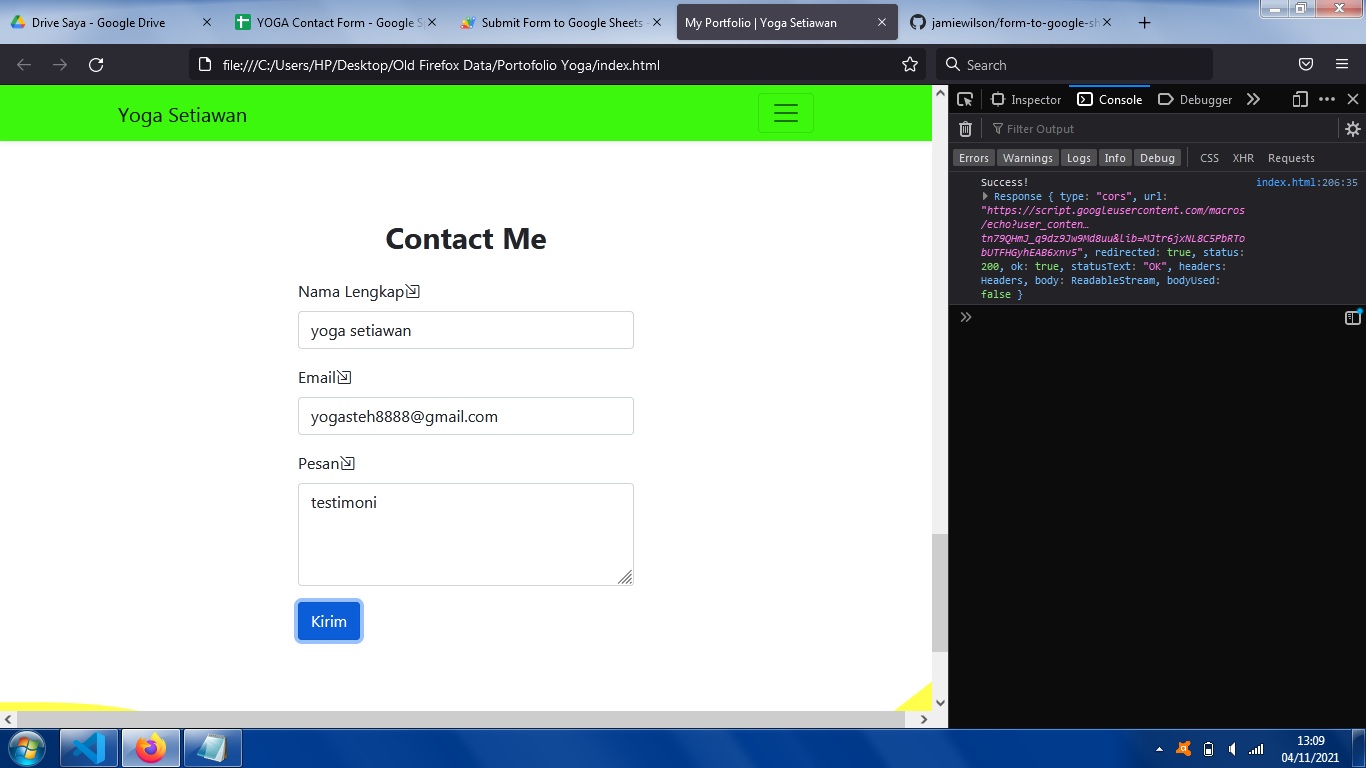 Drive Saya - Google Drive
YOGA Contact Form - Google S
Submit Form to Google Sheets -
My Portfolio | Yoga Setiawan
jamiewilson/form-to-google-sh
file:///C:/Users/HP/Desktop/Old Firefox Data/Portofolio Yoga/index.html
Search
Yoga Setiawan
Contact Me
Nama Lengkap
yoga setiawan
Email
yogasteh8888@gmail.com
Pesan
testimoni
Kirim
Inspector
Console
Debugger
Filter Output
Errors Warnings Logs Info Debug CSS XHR Requests
Success! index.html:206:35
Response { type: "cors", url:
"https://script.googleusercontent.com/macros
/echo?user_conten…
tn79QHmJ_q9dz9Jw9Md8uu&lib=MJtr6jxNL8C5PbRTo
bUTFHGyhEAB6xnv5", redirected: true, status:
200, ok: true, statusText: "OK", headers:
Headers, body: ReadableStream, bodyUsed:
false }
13:09
04/11/2021